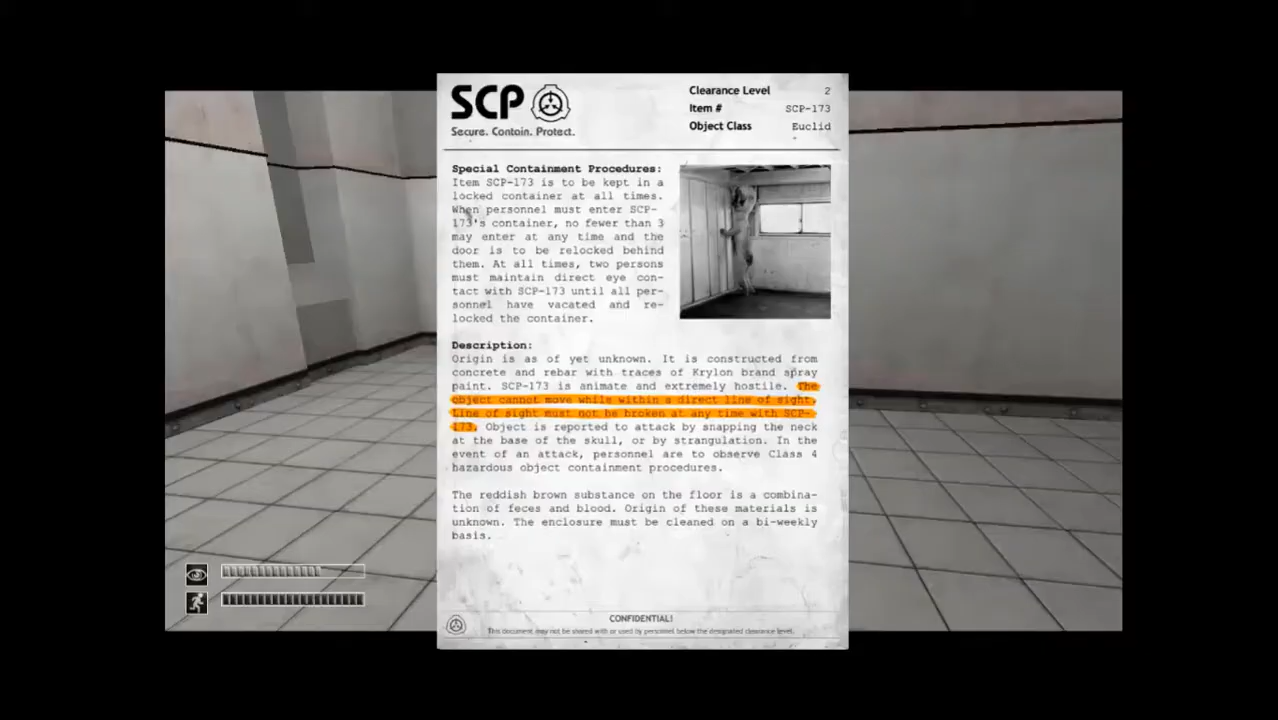 SCP
Secure. Contain. Protect.
Clearance Level 2
Item # SCP-173
Object Class Euclid
Special Containment Procedures:
Item SCP-173 is to be kept in a
locked container at all times.
When personnel must enter SCP-
173's container, no fewer than 3
may enter at any time and the
door is to be relocked behind
them. At all times, two persons
must maintain direct eye con-
tact with SCP-173 until all per-
sonnel have vacated and re-
locked the container.
Description:
Origin is as of yet unknown. It is constructed from
concrete and rebar with traces of Krylon brand spray
paint. SCP-173 is animate and extremely hostile. The
object cannot move while within a direct line of sight.
Line of sight must not be broken at any time with SCP-
173. Object is reported to attack by snapping the neck
at the base of the skull, or by strangulation. In the
event of an attack, personnel are to observe Class 4
hazardous object containment procedures.
The reddish brown substance on the floor is a combina-
tion of feces and blood. Origin of these materials is
unknown. The enclosure must be cleaned on a bi-weekly
basis.
CONFIDENTIAL!
This document may not be shared with or used by personnel below the designated clearance level.